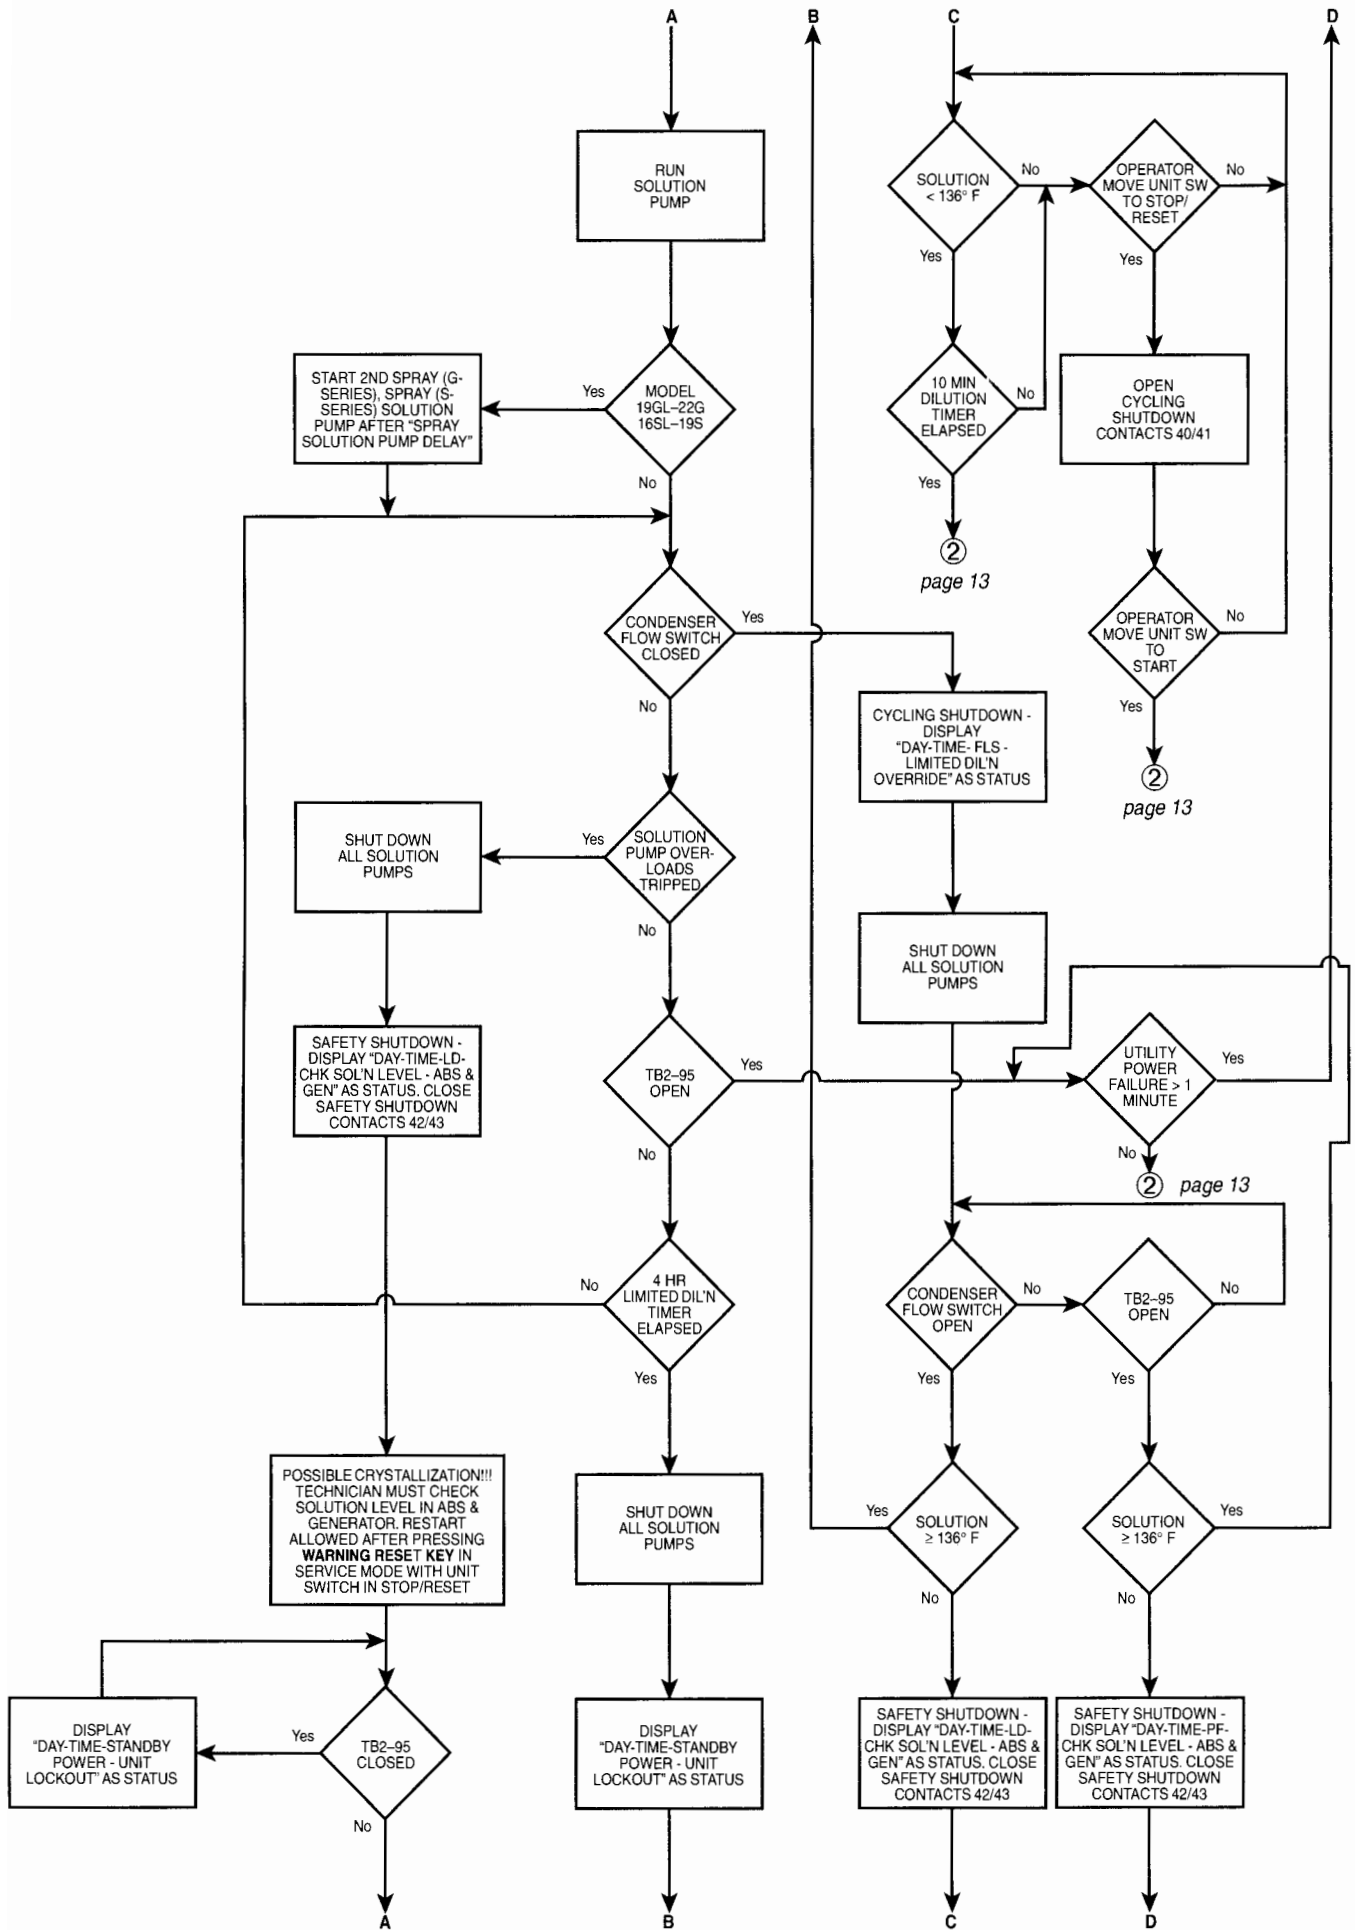 A
B
C
D
RUN
SOLUTION
PUMP
SOLUTION
< 136° F
No
Yes
OPERATOR
MOVE UNIT SW
TO STOP/
RESET
No
Yes
START 2ND SPRAY (G-
SERIES), SPRAY (S-
SERIES) SOLUTION
PUMP AFTER “SPRAY
SOLUTION PUMP DELAY”
Yes
MODEL
19GL–22G
16SL–19S
No
10 MIN
DILUTION
TIMER
ELAPSED
No
Yes
2
page 13
OPEN
CYCLING
SHUTDOWN
CONTACTS 40/41
CONDENSER
FLOW SWITCH
CLOSED
Yes
No
OPERATOR
MOVE UNIT SW
TO
START
No
Yes
2
page 13
CYCLING SHUTDOWN -
DISPLAY
“DAY-TIME- FLS -
LIMITED DIL'N
OVERRIDE” AS STATUS
SHUT DOWN
ALL SOLUTION
PUMPS
Yes
SOLUTION
PUMP OVER-
LOADS
TRIPPED
No
SHUT DOWN
ALL SOLUTION
PUMPS
SAFETY SHUTDOWN -
DISPLAY “DAY-TIME-LD-
CHK SOL'N LEVEL - ABS &
GEN” AS STATUS. CLOSE
SAFETY SHUTDOWN
CONTACTS 42/43
TB2–95
OPEN
Yes
No
UTILITY
POWER
FAILURE > 1
MINUTE
Yes
No
2 page 13
No
4 HR
LIMITED DIL'N
TIMER
ELAPSED
Yes
CONDENSER
FLOW SWITCH
OPEN
No
Yes
TB2–95
OPEN
No
Yes
POSSIBLE CRYSTALLIZATION!!!
TECHNICIAN MUST CHECK
SOLUTION LEVEL IN ABS &
GENERATOR. RESTART
ALLOWED AFTER PRESSING
WARNING RESET KEY IN
SERVICE MODE WITH UNIT
SWITCH IN STOP/RESET
SHUT DOWN
ALL SOLUTION
PUMPS
Yes
SOLUTION
≥ 136° F
No
SOLUTION
≥ 136° F
Yes
No
DISPLAY
“DAY-TIME-STANDBY
POWER - UNIT
LOCKOUT” AS STATUS
Yes
TB2–95
CLOSED
No
DISPLAY
“DAY-TIME-STANDBY
POWER - UNIT
LOCKOUT” AS STATUS
SAFETY SHUTDOWN -
DISPLAY “DAY-TIME-LD-
CHK SOL'N LEVEL - ABS &
GEN” AS STATUS. CLOSE
SAFETY SHUTDOWN
CONTACTS 42/43
SAFETY SHUTDOWN -
DISPLAY “DAY-TIME-PF-
CHK SOL'N LEVEL - ABS &
GEN” AS STATUS. CLOSE
SAFETY SHUTDOWN
CONTACTS 42/43
A
B
C
D